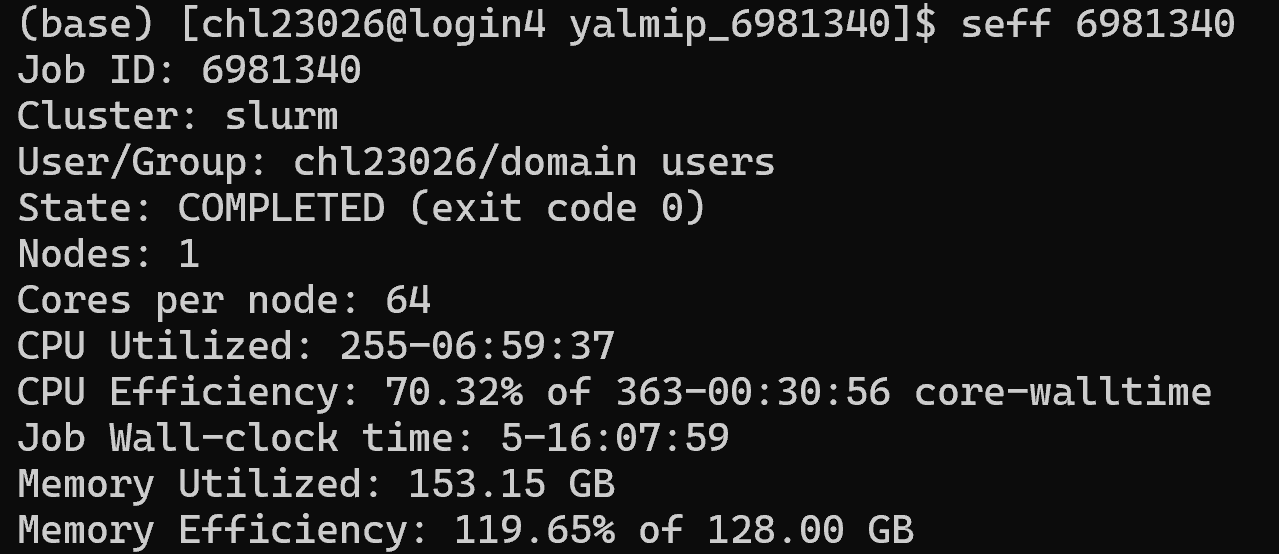 (base) [chl23026@login4 yalmip_6981340]$ seff 6981340
Job ID: 6981340
Cluster: slurm
User/Group: chl23026/domain users
State: COMPLETED (exit code 0)
Nodes: 1
Cores per node: 64
CPU Utilized: 255-06:59:37
CPU Efficiency: 70.32% of 363-00:30:56 core-walltime
Job Wall-clock time: 5-16:07:59
Memory Utilized: 153.15 GB
Memory Efficiency: 119.65% of 128.00 GB